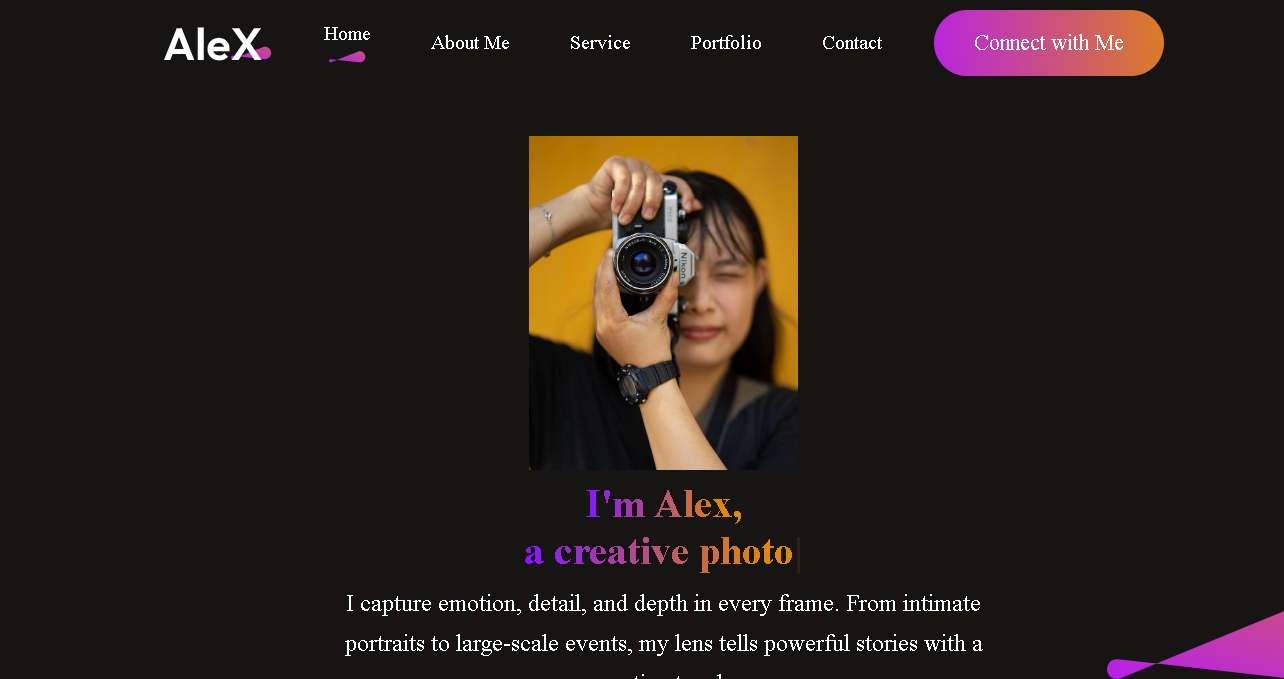 AleX
Home
About Me
Service
Portfolio
Contact
Connect with Me
Nikon
I'm Alex,
a creative photo
I capture emotion, detail, and depth in every frame. From intimate
portraits to large-scale events, my lens tells powerful stories with a